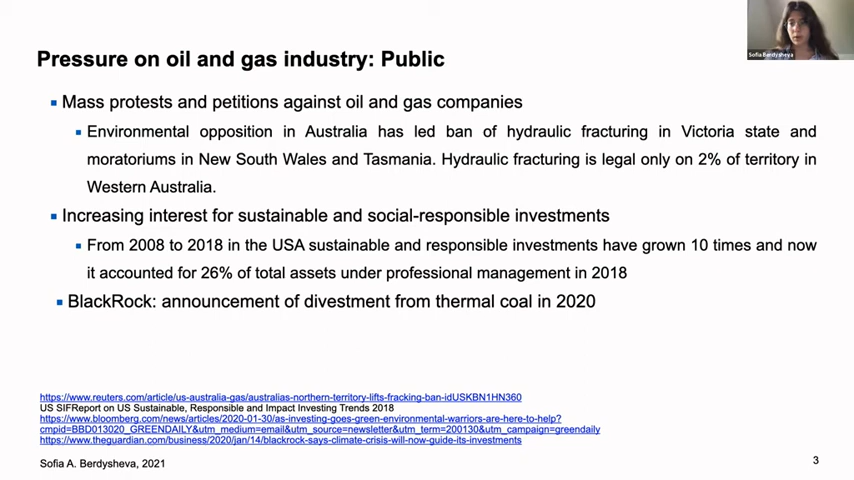 Sofia Berdysheva
Pressure on oil and gas industry: Public
Mass protests and petitions against oil and gas companies
Environmental opposition in Australia has led ban of hydraulic fracturing in Victoria state and
moratoriums in New South Wales and Tasmania. Hydraulic fracturing is legal only on 2% of territory in
Western Australia.
Increasing interest for sustainable and social-responsible investments
From 2008 to 2018 in the USA sustainable and responsible investments have grown 10 times and now
it accounted for 26% of total assets under professional management in 2018
BlackRock: announcement of divestment from thermal coal in 2020
https://www.reuters.com/article/us-australia-gas/australias-northern-territory-lifts-fracking-ban-idUSKBN1HN360
US SIFReport on US Sustainable, Responsible and Impact Investing Trends 2018
https://www.bloomberg.com/news/articles/2020-01-30/as-investing-goes-green-environmental-warriors-are-here-to-help?
cmpid=BBD013020_GREENDAILY&utm_medium=email&utm_source=newsletter&utm_term=200130&utm_campaign=greendaily
https://www.theguardian.com/business/2020/jan/14/blackrock-says-climate-crisis-will-now-guide-its-investments
Sofia A. Berdysheva, 2021
3